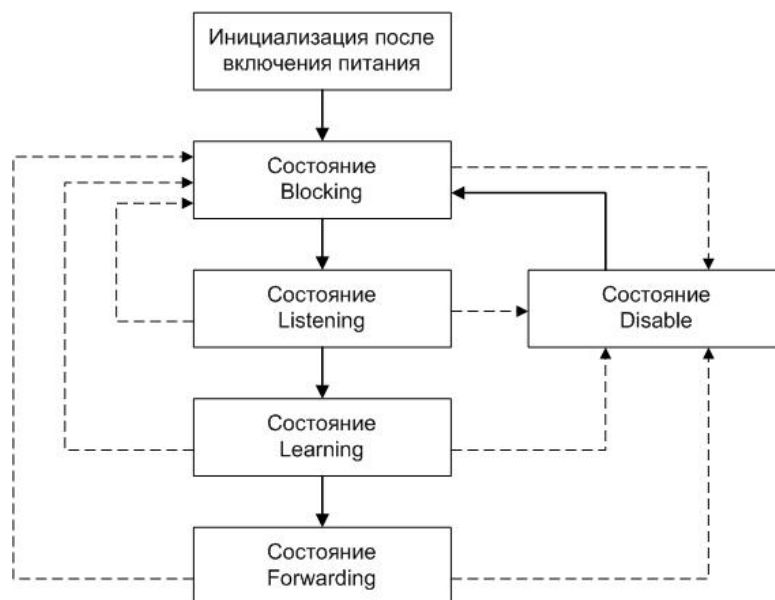 Инициализация после
включения питания
Состояние
Blocking
Состояние
Listening
Состояние
Disable
Состояние
Learning
Состояние
Forwarding